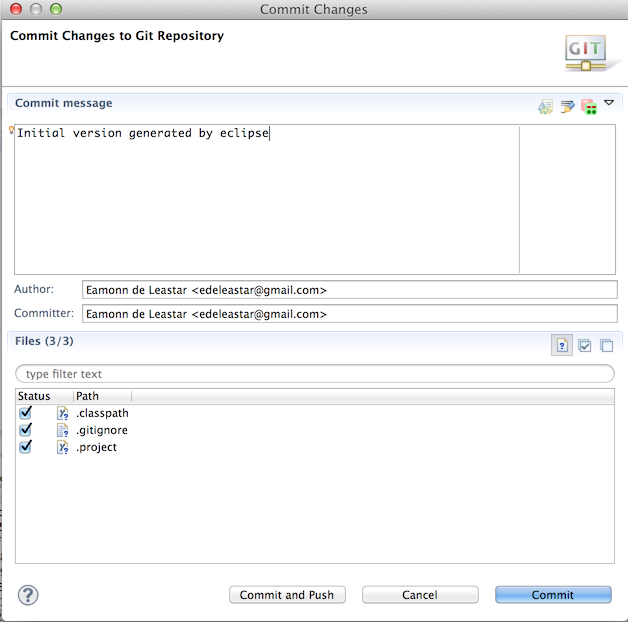 Commit Changes
Commit Changes to Git Repository
GIT
Commit message
Initial version generated by eclipse
Author: Eamonn de Leastar <edeleastar@gmail.com>
Committer: Eamonn de Leastar <edeleastar@gmail.com>
Files (3/3)
type filter text
Status Path
.classpath
.gitignore
.project
? Commit and Push Cancel Commit